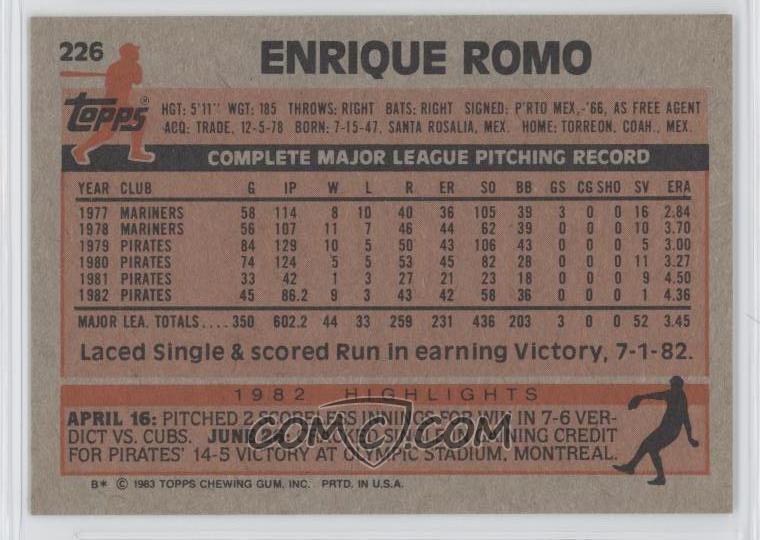 226
ENRIQUE ROMO
Topps®
HGT: 5'11" WGT: 185 THROWS: RIGHT BATS: RIGHT SIGNED: P'RTO MEX,-'66, AS FREE AGENT
ACQ: TRADE, 12-5-78 BORN: 7-15-47, SANTA ROSALIA, MEX. HOME: TORREON, COAH., MEX.
COMPLETE MAJOR LEAGUE PITCHING RECORD
YEAR CLUB G IP W L R ER SO BB GS CG SHO SV ERA
1977 MARINERS 58 114 8 10 40 36 105 39 3 0 0 16 2.84
1978 MARINERS 56 107 11 7 46 44 62 39 0 0 0 10 3.70
1979 PIRATES 84 129 10 5 50 43 106 43 0 0 0 5 3.00
1980 PIRATES 74 124 5 5 53 45 82 28 0 0 0 11 3.27
1981 PIRATES 33 42 1 3 27 21 23 18 0 0 0 9 4.50
1982 PIRATES 45 86.2 9 3 43 42 58 36 0 0 0 1 4.36
MAJOR LEA. TOTALS.... 350 602.2 44 33 259 231 436 203 3 0 0 52 3.45
Laced Single & scored Run in earning Victory, 7-1-82.
1982 HIGHLIGHTS
APRIL 16: PITCHED 2 SCORELESS INNINGS FOR WIN IN 7-6 VER-
DICT VS. CUBS. JUNE 24: CRACKED SINGLE IN GAINING CREDIT
FOR PIRATES' 14-5 VICTORY AT OLYMPIC STADIUM, MONTREAL.
COMC.COM
B* © 1983 TOPPS CHEWING GUM, INC. PRTD. IN U.S.A.